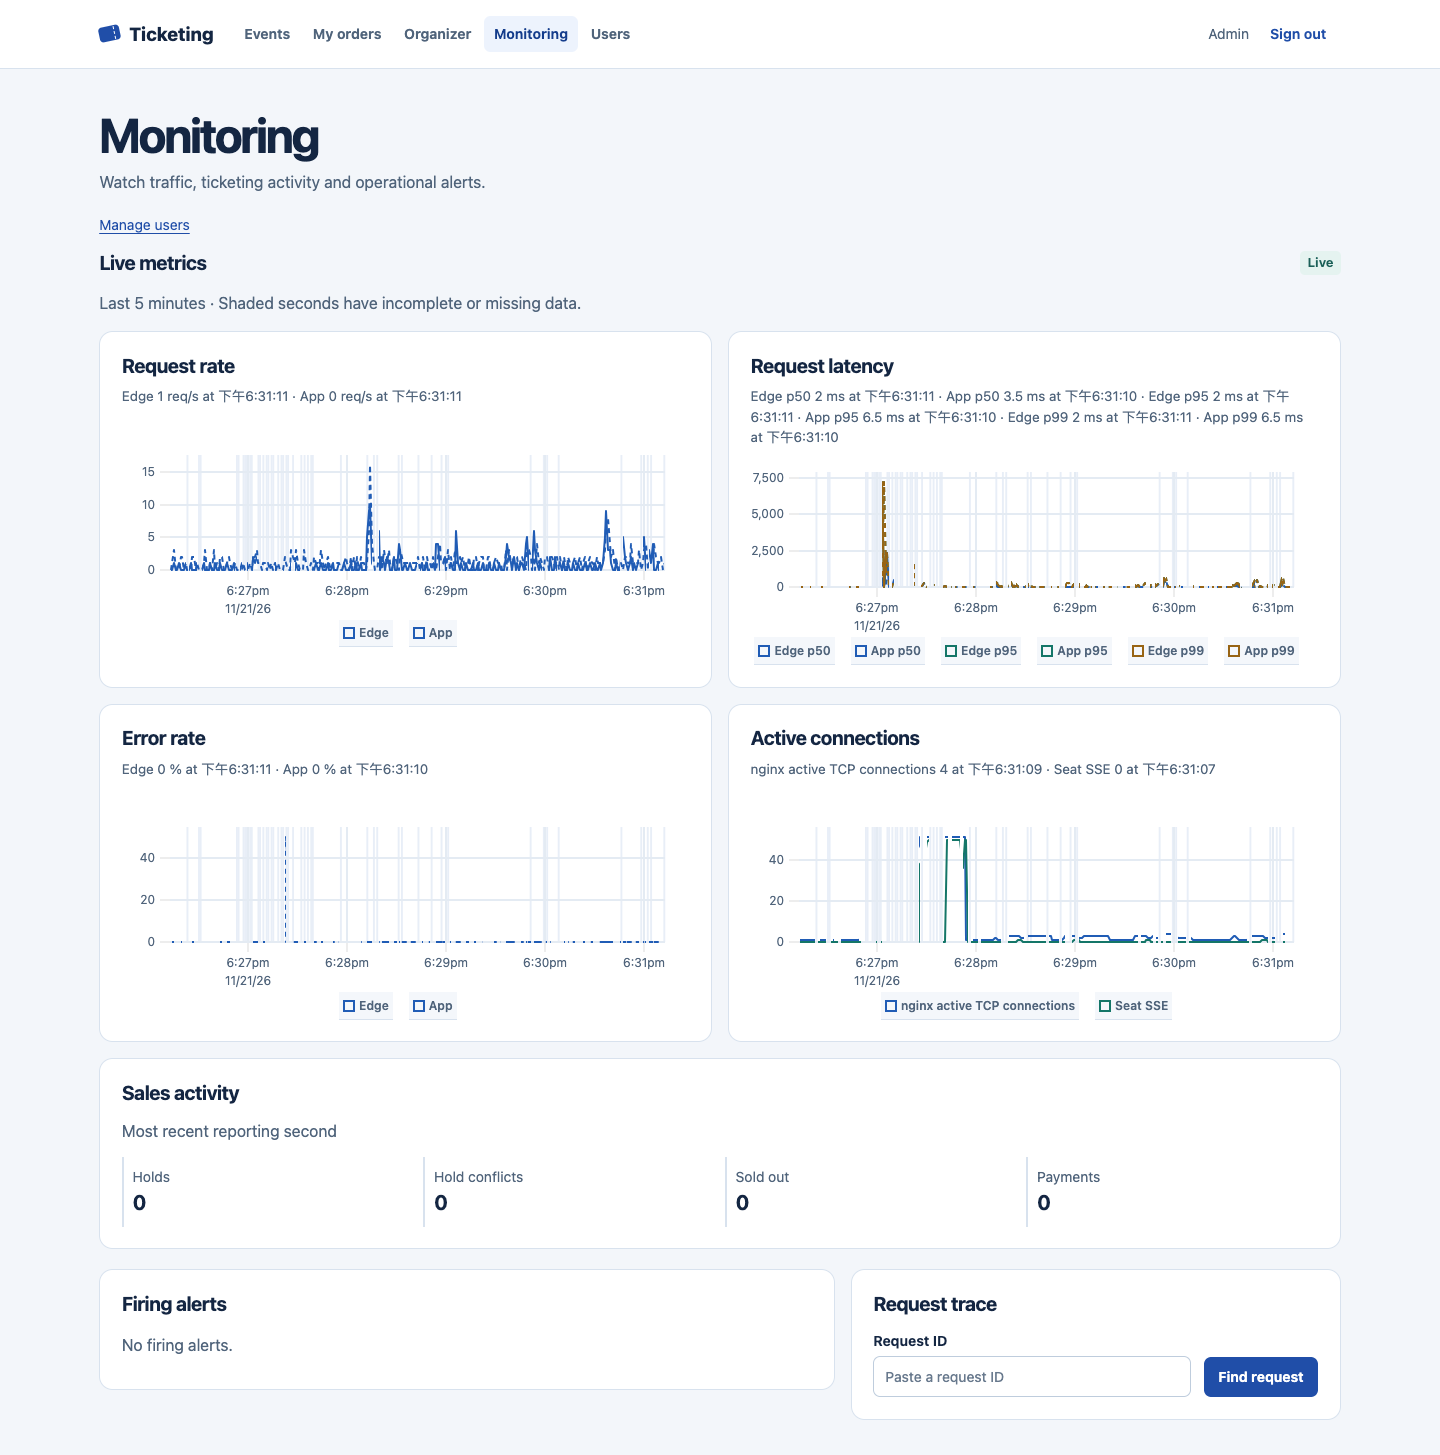 Ticketing
Events
My orders
Organizer
Monitoring
Users
Admin
Sign out
Monitoring
Watch traffic, ticketing activity and operational alerts.
Manage users
Live metrics
Live
Last 5 minutes · Shaded seconds have incomplete or missing data.
Request rate
Edge 1 req/s at 下午6:31:11 · App 0 req/s at 下午6:31:11
15
10
5
0
6:27pm
11/21/26
6:28pm
6:29pm
6:30pm
6:31pm
Edge
App
Request latency
Edge p50 2 ms at 下午6:31:11 · App p50 3.5 ms at 下午6:31:10 · Edge p95 2 ms at 下午
6:31:11 · App p95 6.5 ms at 下午6:31:10 · Edge p99 2 ms at 下午6:31:11 · App p99 6.5 ms
at 下午6:31:10
7,500
5,000
2,500
0
6:27pm
11/21/26
6:28pm
6:29pm
6:30pm
6:31pm
Edge p50
App p50
Edge p95
App p95
Edge p99
App p99
Error rate
Edge 0 % at 下午6:31:11 · App 0 % at 下午6:31:10
40
20
0
6:27pm
11/21/26
6:28pm
6:29pm
6:30pm
6:31pm
Edge
App
Active connections
nginx active TCP connections 4 at 下午6:31:09 · Seat SSE 0 at 下午6:31:07
40
20
0
6:27pm
11/21/26
6:28pm
6:29pm
6:30pm
6:31pm
nginx active TCP connections
Seat SSE
Sales activity
Most recent reporting second
Holds
0
Hold conflicts
0
Sold out
0
Payments
0
Firing alerts
No firing alerts.
Request trace
Request ID
Paste a request ID
Find request